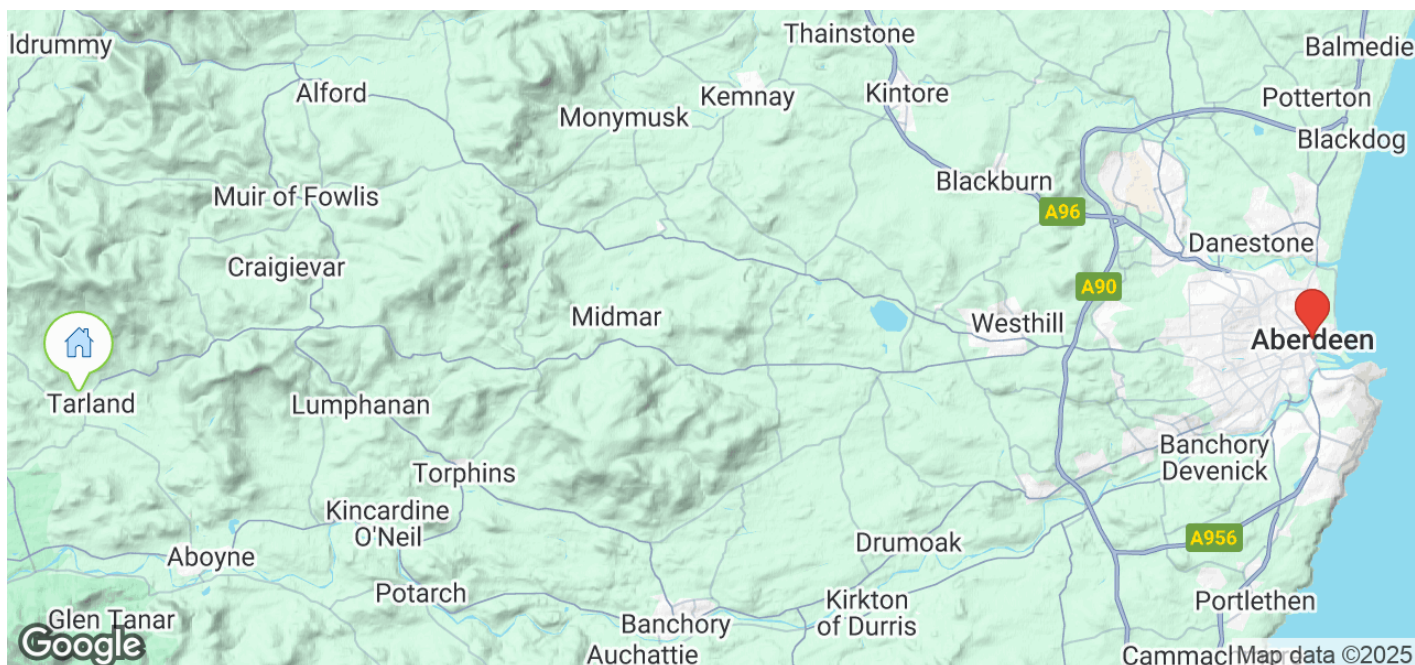 ldrummy
Thainstone
Balmedie
Alford
Kemnay
Kintore
Potterton
Monymusk
Blackdog
Blackburn
Muir of Fowlis
A96
Danestone
Craigievar
A90
Midmar
Westhill
Aberdeen
Tarland
Lumphanan
Banchory
Devenick
Torphins
Kincardine
O'Neil
A956
Drumoak
Aboyne
Potarch
Kirkton
of Durris
Portlethen
Glen Tanar
Banchory
Google
Auchattie
Cammach
Map data ©2025